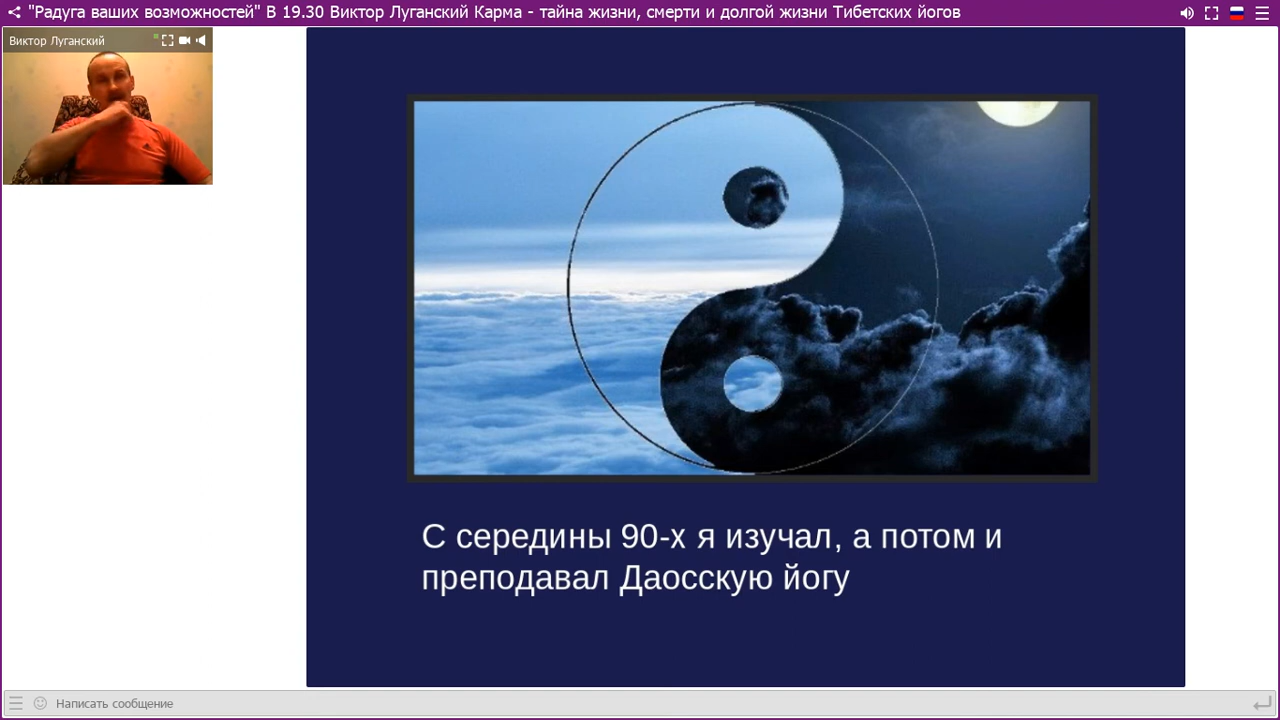 "Радуга ваших возможностей" В 19.30 Виктор Луганский Карма - тайна жизни, смерти и долгой жизни Тибетских йогов
Виктор Луганский
С середины 90-х я изучал, а потом и
преподавал Даосскую йогу
Написать сообщение